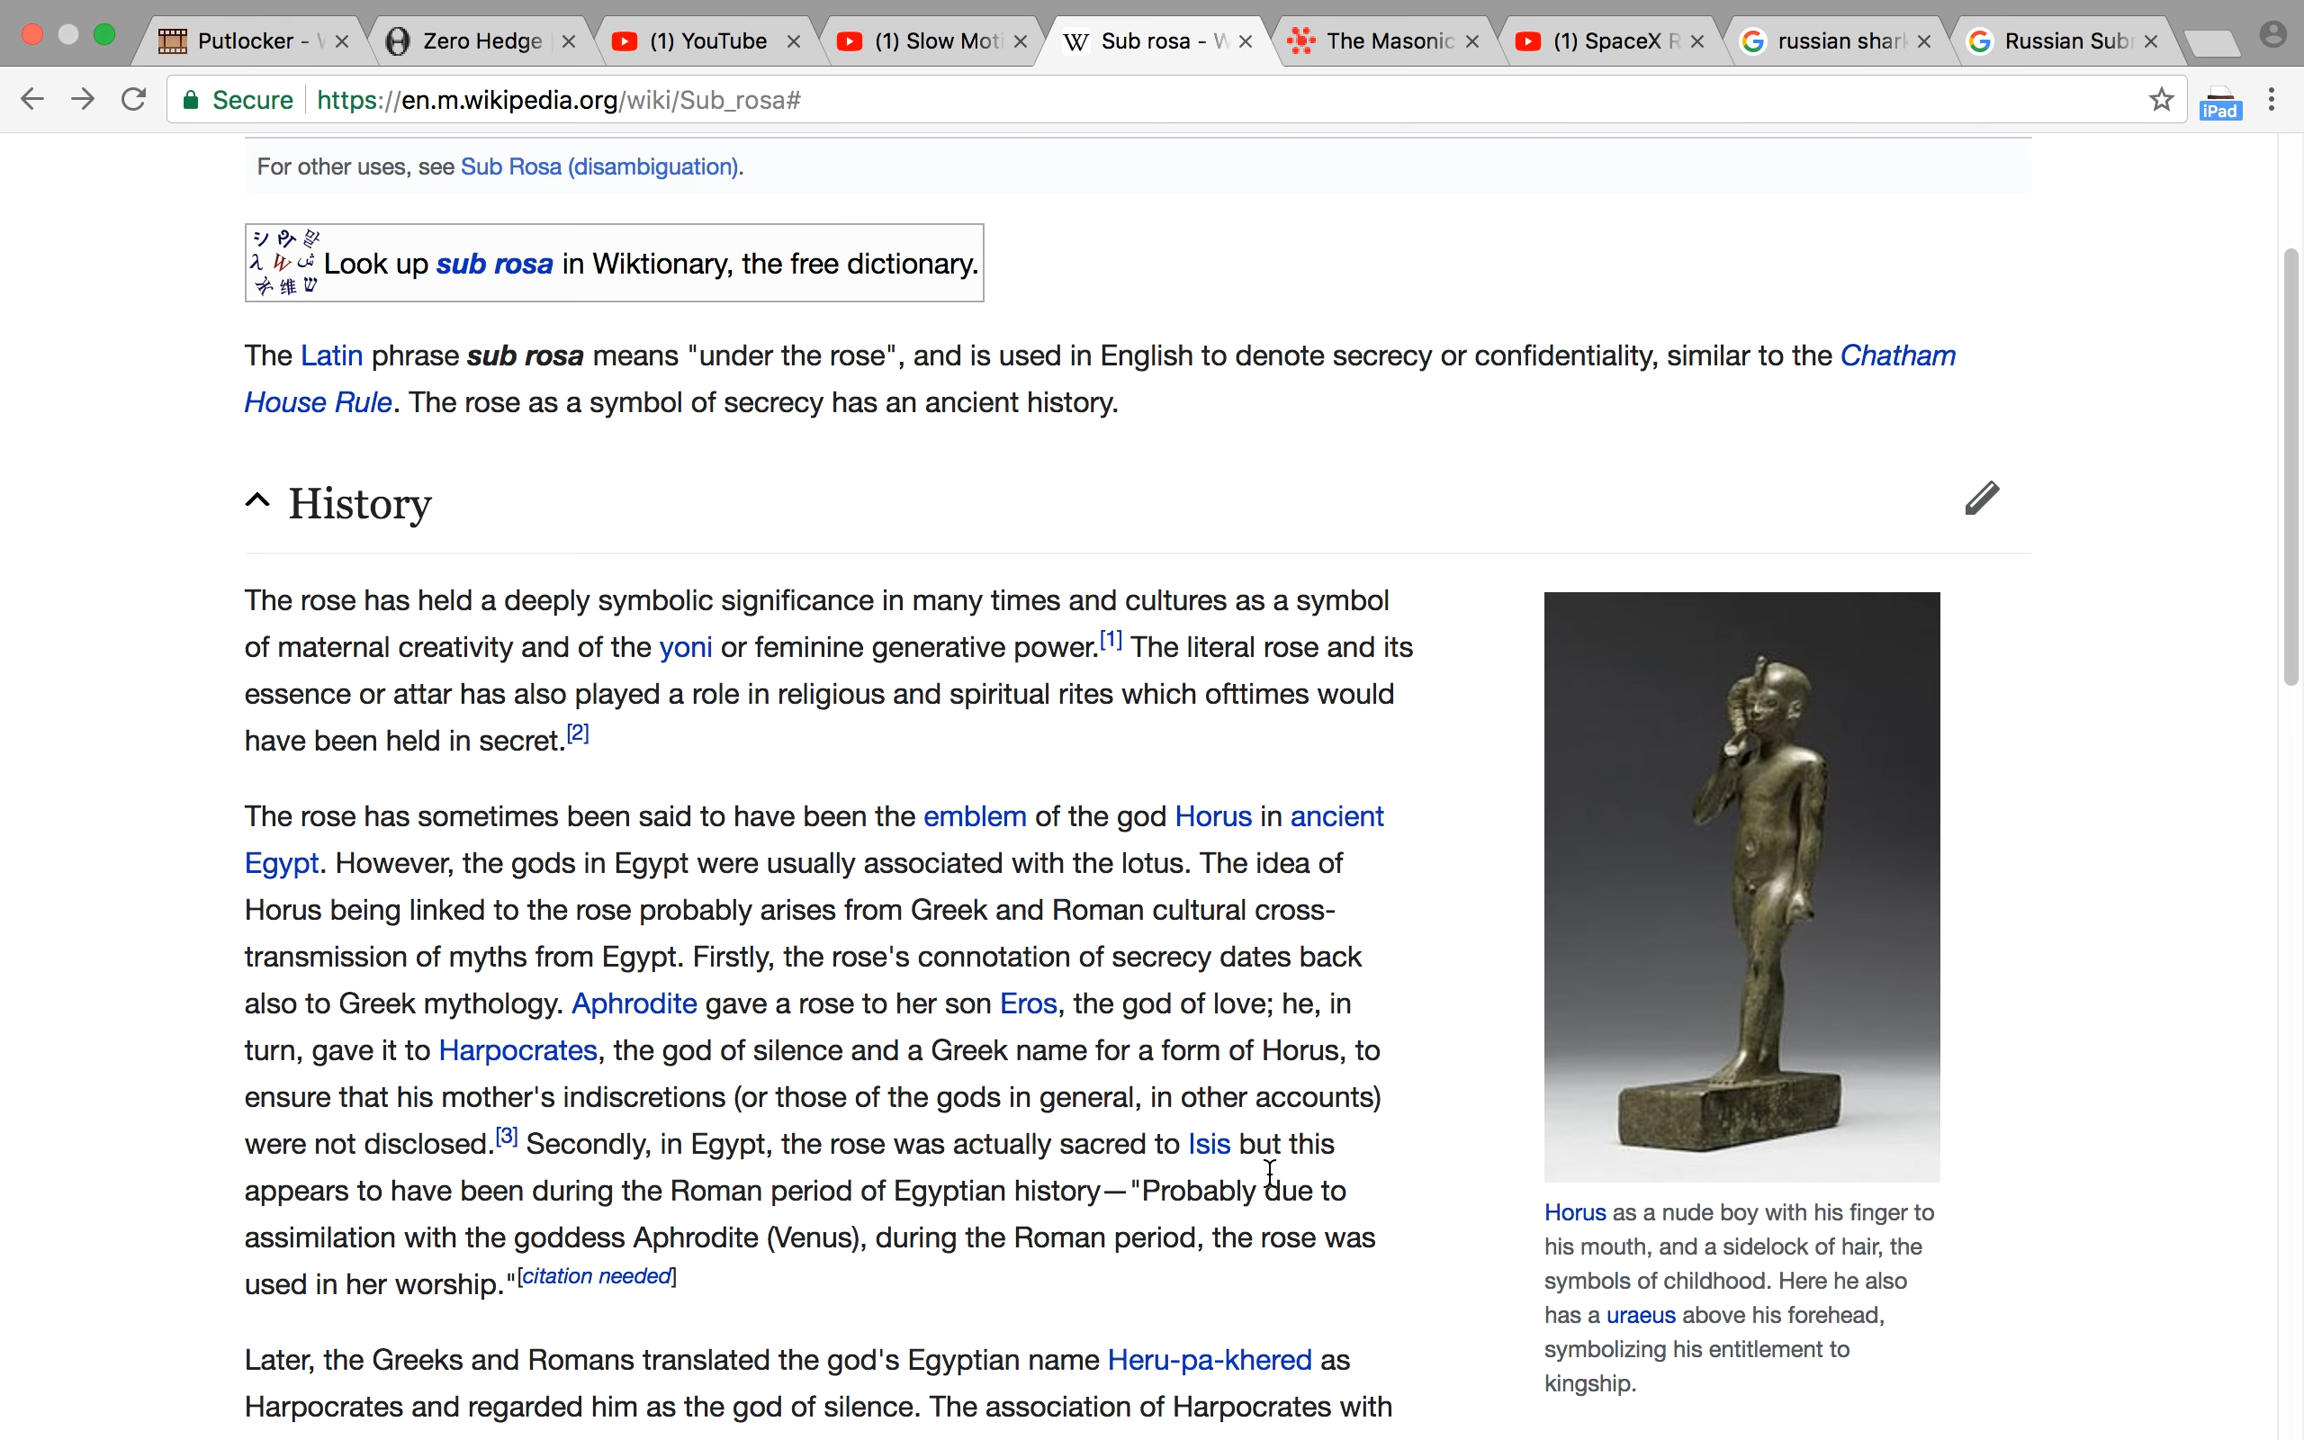 Putlocker -
Zero Hedge
(1) YouTube
(1) Slow Moti
Sub rosa - W
The Masonic
(1) SpaceX R
russian shar
Russian Sub
Secure
https://en.m.wikipedia.org/wiki/Sub_rosa#
iPad
For other uses, see Sub Rosa (disambiguation).
Look up sub rosa in Wiktionary, the free dictionary.
The Latin phrase sub rosa means "under the rose", and is used in English to denote secrecy or confidentiality, similar to the Chatham
House Rule. The rose as a symbol of secrecy has an ancient history.
History
The rose has held a deeply symbolic significance in many times and cultures as a symbol
of maternal creativity and of the yoni or feminine generative power.[1] The literal rose and its
essence or attar has also played a role in religious and spiritual rites which ofttimes would
have been held in secret.[2]
The rose has sometimes been said to have been the emblem of the god Horus in ancient
Egypt. However, the gods in Egypt were usually associated with the lotus. The idea of
Horus being linked to the rose probably arises from Greek and Roman cultural cross-
transmission of myths from Egypt. Firstly, the rose's connotation of secrecy dates back
also to Greek mythology. Aphrodite gave a rose to her son Eros, the god of love; he, in
turn, gave it to Harpocrates, the god of silence and a Greek name for a form of Horus, to
ensure that his mother's indiscretions (or those of the gods in general, in other accounts)
were not disclosed.[3] Secondly, in Egypt, the rose was actually sacred to Isis but this
appears to have been during the Roman period of Egyptian history—"Probably due to
assimilation with the goddess Aphrodite (Venus), during the Roman period, the rose was
used in her worship."[citation needed]
Later, the Greeks and Romans translated the god's Egyptian name Heru-pa-khered as
Harpocrates and regarded him as the god of silence. The association of Harpocrates with
Horus as a nude boy with his finger to
his mouth, and a sidelock of hair, the
symbols of childhood. Here he also
has a uraeus above his forehead,
symbolizing his entitlement to
kingship.